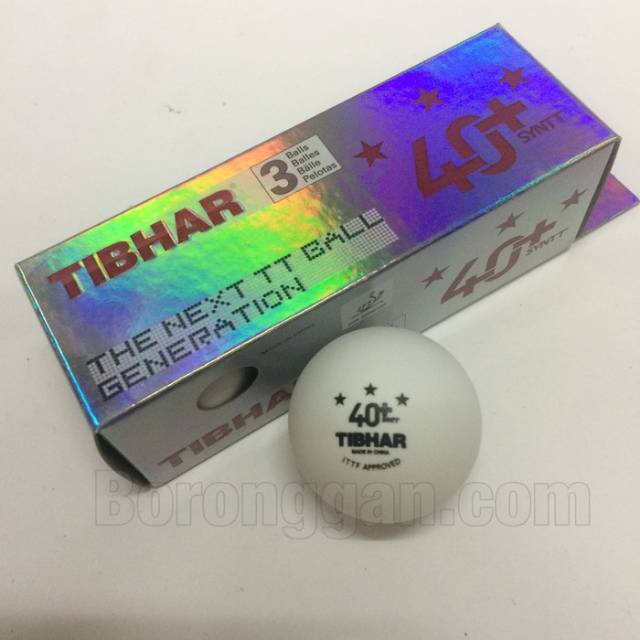 TIBHAR®
3
Balls
Balles
Bälle
Pelotas
40+
SYNTT
THE NEXT TT BALL
GENERATION
40+
SYNTT
TIBHAR
40+
TIBHAR
MADE IN CHINA
ITTF APPROVED
Boronggan.com